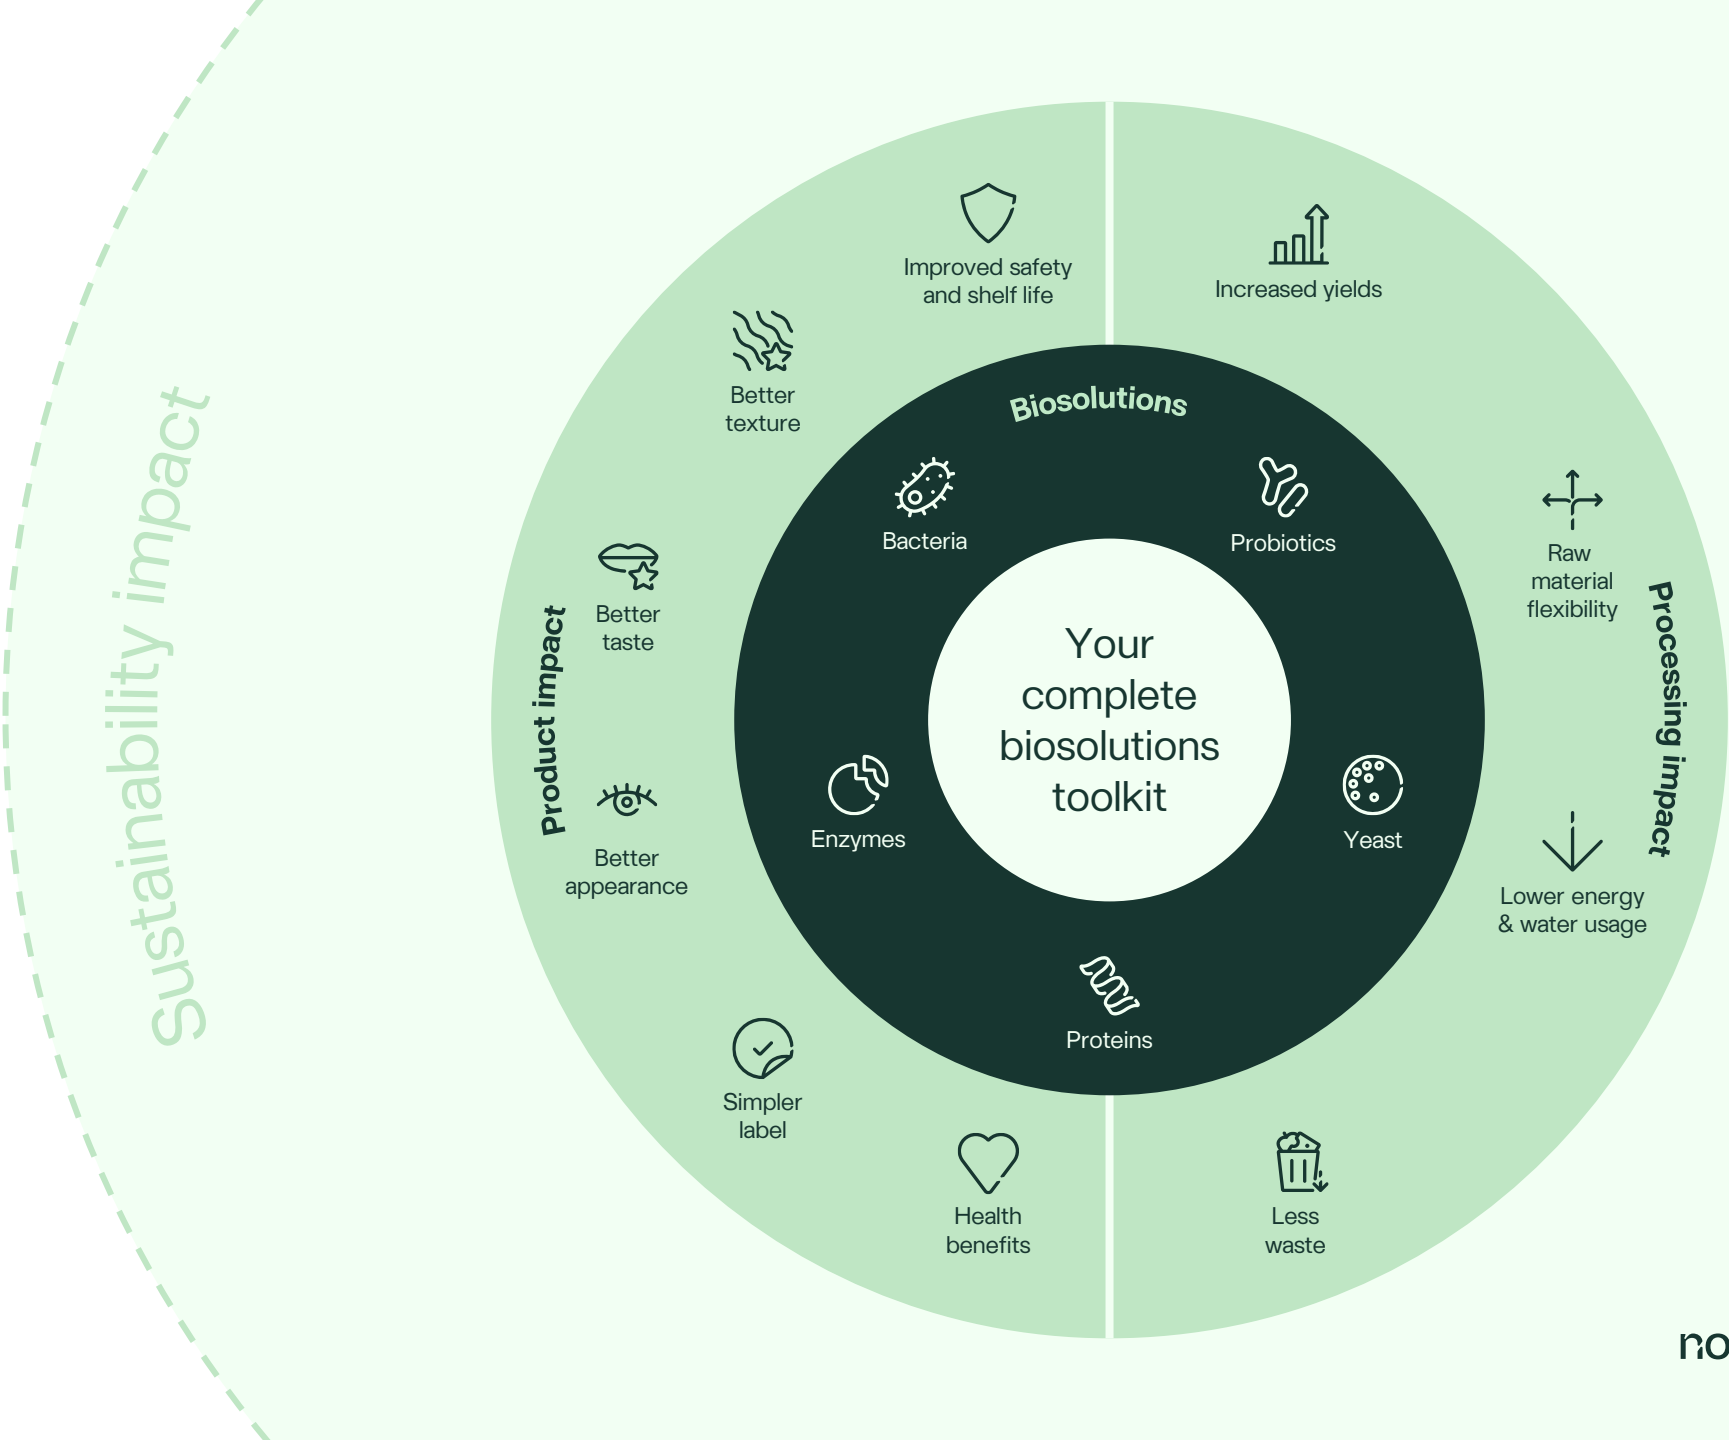 Sustainability impact
Product impact
Improved safety
and shelf life
Better
texture
Better
taste
Better
appearance
Simpler
label
Health
benefits
Processing impact
Increased yields
Raw
material
flexibility
Lower energy
& water usage
Less
waste
Biosolutions
Bacteria
Probiotics
Enzymes
Yeast
Proteins
Your
complete
biosolutions
toolkit
no